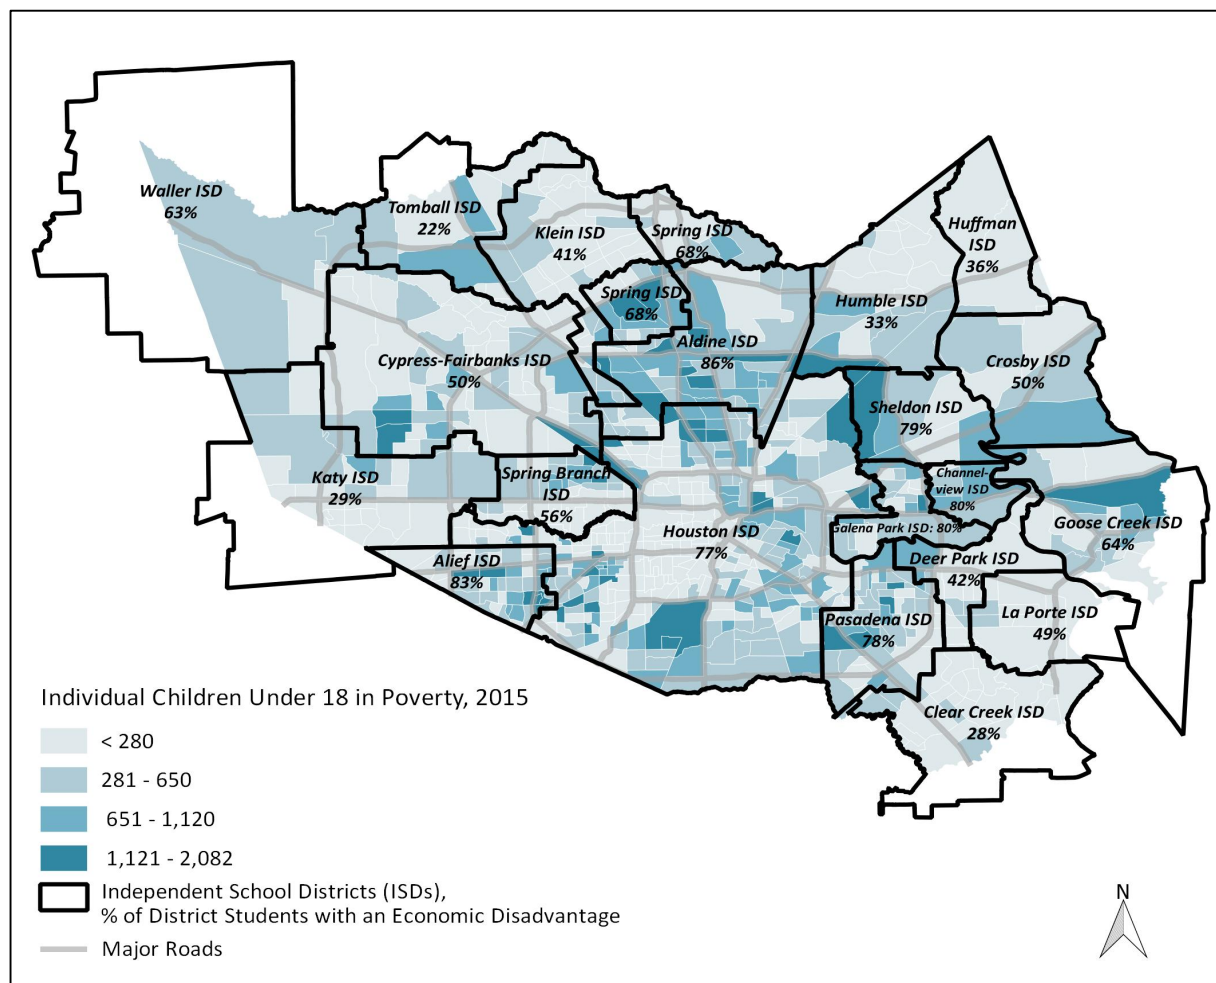 Waller ISD
63%
Tomball ISD
22%
Klein ISD
41%
Spring ISD
68%
Huffman
ISD
36%
Spring ISD
68%
Humble ISD
33%
Aldine ISD
86%
Cypress-Fairbanks ISD
50%
Crosby ISD
50%
Sheldon ISD
79%
Katy ISD
29%
Spring Branch
ISD
56%
Channel-
view ISD
80%
Houston ISD
77%
Galena Park ISD: 80%
Goose Creek ISD
64%
Alief ISD
83%
Deer Park ISD
42%
La Porte ISD
49%
Pasadena ISD
78%
Clear Creek ISD
28%
Individual Children Under 18 in Poverty, 2015
< 280
281 - 650
651 - 1,120
1,121 - 2,082
Independent School Districts (ISDs),
% of District Students with an Economic Disadvantage
Major Roads
N